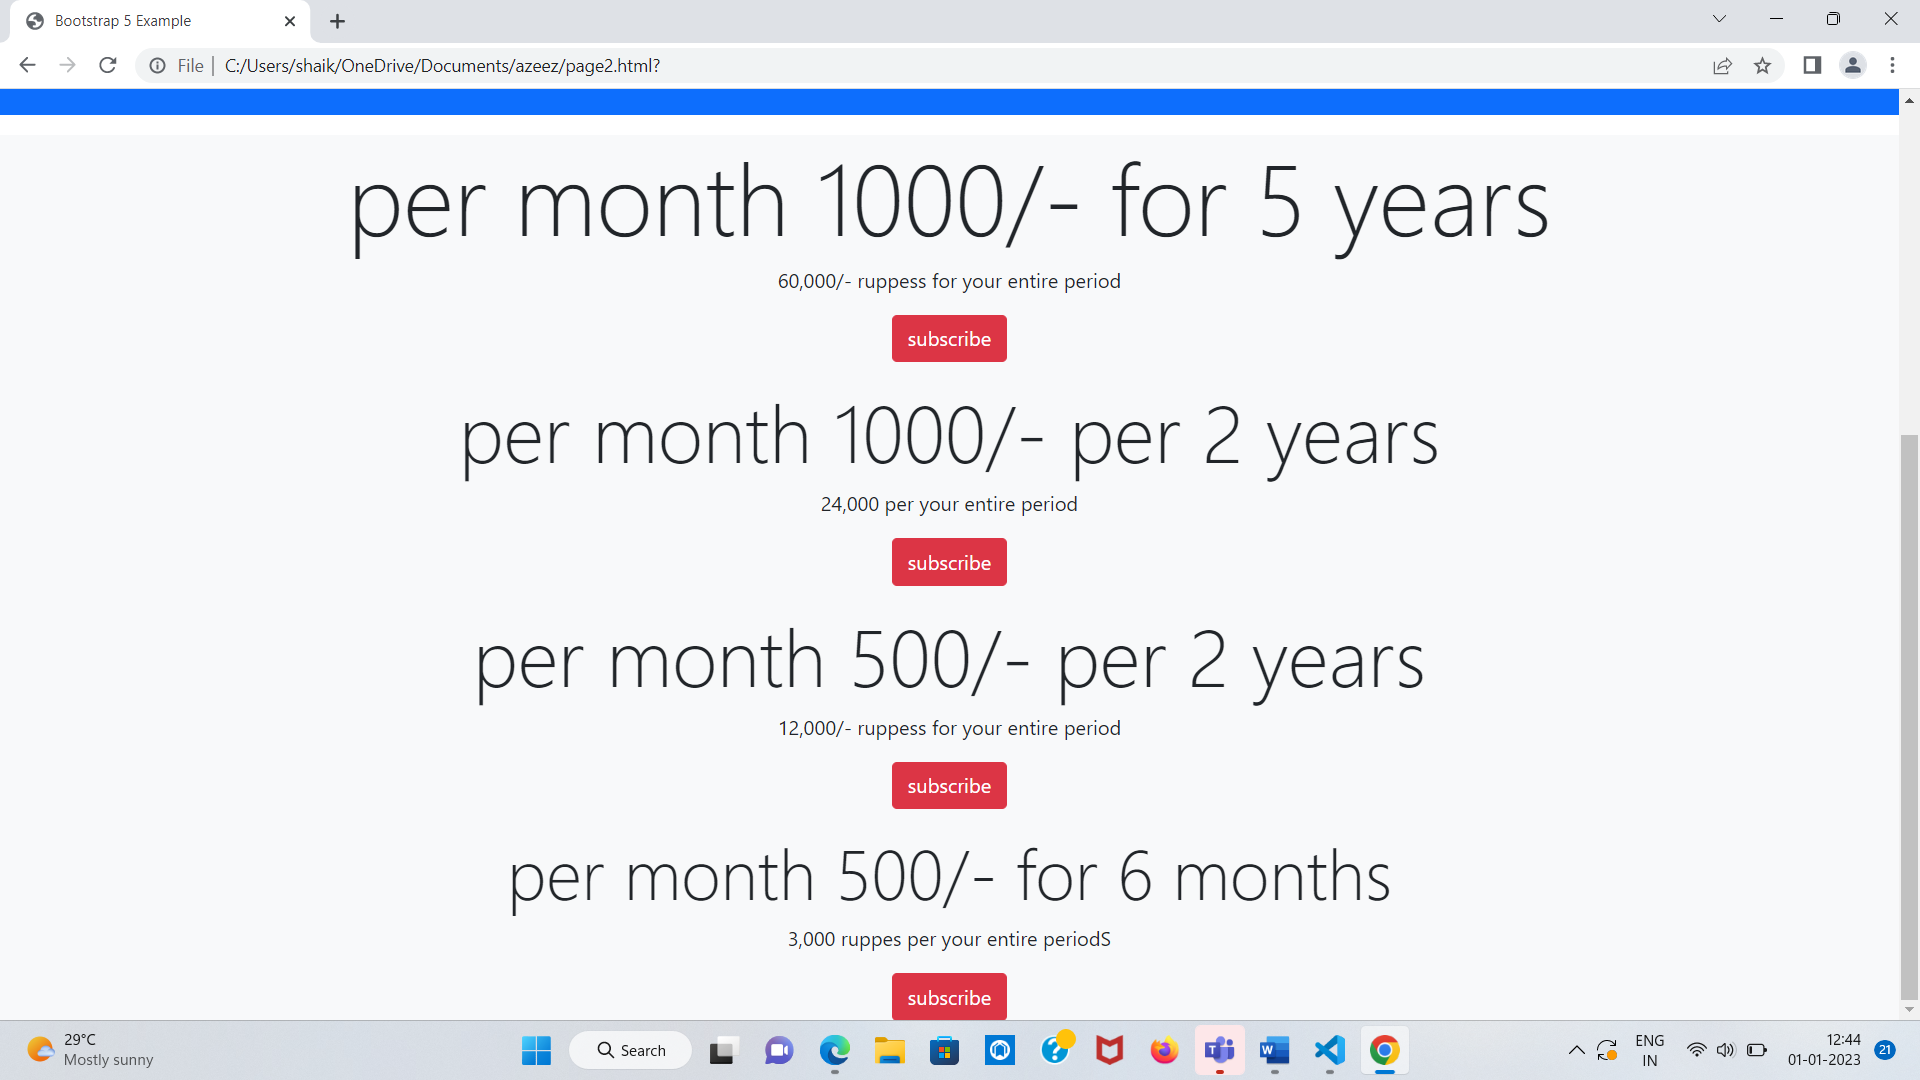 Bootstrap 5 Example
File | C:/Users/shaik/OneDrive/Documents/azeez/page2.html?
per month 1000/- for 5 years
60,000/- ruppess for your entire period
subscribe
per month 1000/- per 2 years
24,000 per your entire period
subscribe
per month 500/- per 2 years
12,000/- ruppess for your entire period
subscribe
per month 500/- for 6 months
3,000 ruppes per your entire periodS
subscribe
29°C
Mostly sunny
Search
ENG
IN
12:44
01-01-2023
21